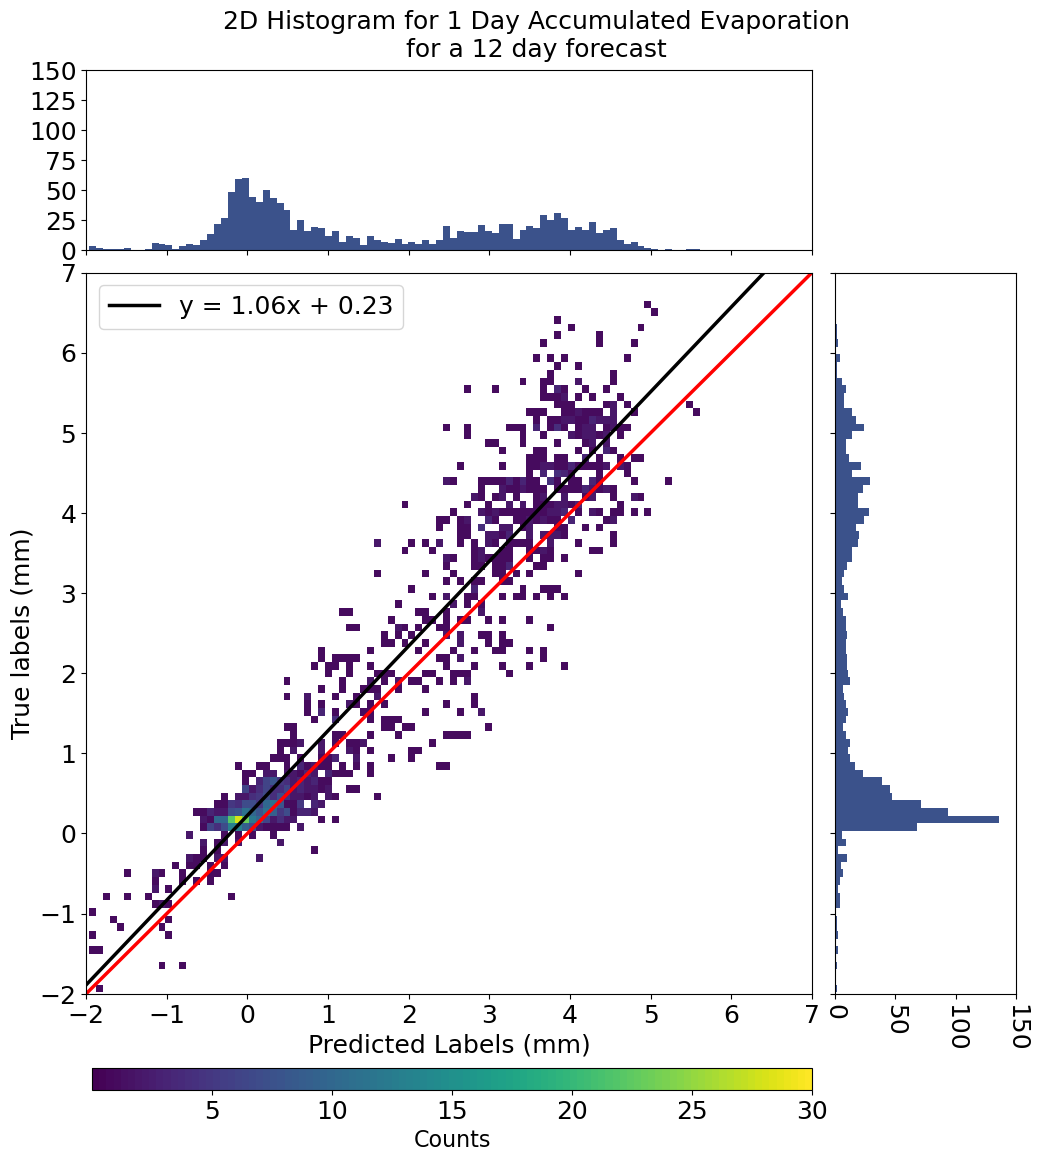 2D Histogram for 1 Day Accumulated Evaporation
for a 12 day forecast
150
125
100
75
50
25
0
7
6
5
4
3
2
1
0
−1
−2
True labels (mm)
y = 1.06x + 0.23
−2 −1 0 1 2 3 4 5 6 7
Predicted Labels (mm)
0 50 100 150
5 10 15 20 25 30
Counts